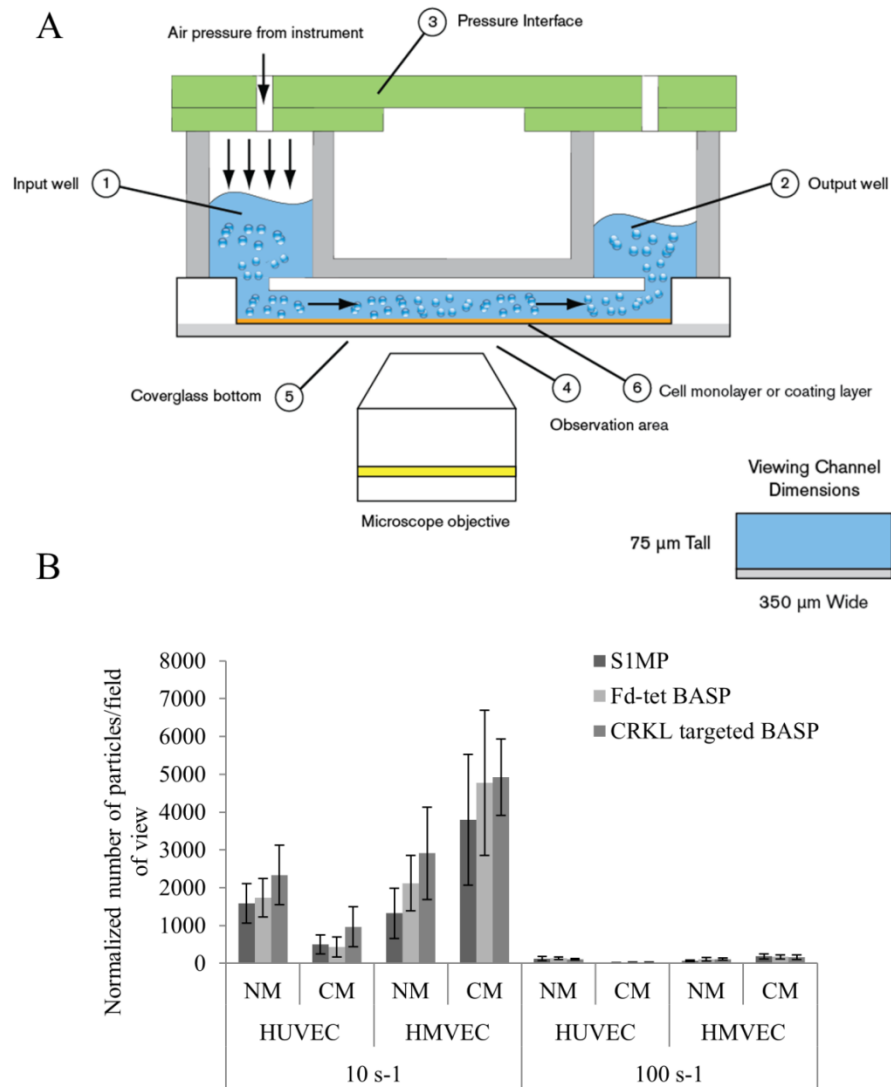 A
Air pressure from instrument
3 Pressure Interface
Input well 1
2 Output well
Coverglass bottom 5
4
Observation area
6 Cell monolayer or coating layer
Microscope objective
Viewing Channel
Dimensions
75 µm Tall
350 µm Wide
B
Normalized number of particles/field
of view
8000
7000
6000
5000
4000
3000
2000
1000
0
S1MP
Fd-tet BASP
CRKL targeted BASP
NM CM NM CM NM CM NM CM
HUVEC HMVEC HUVEC HMVEC
10 s-1 100 s-1